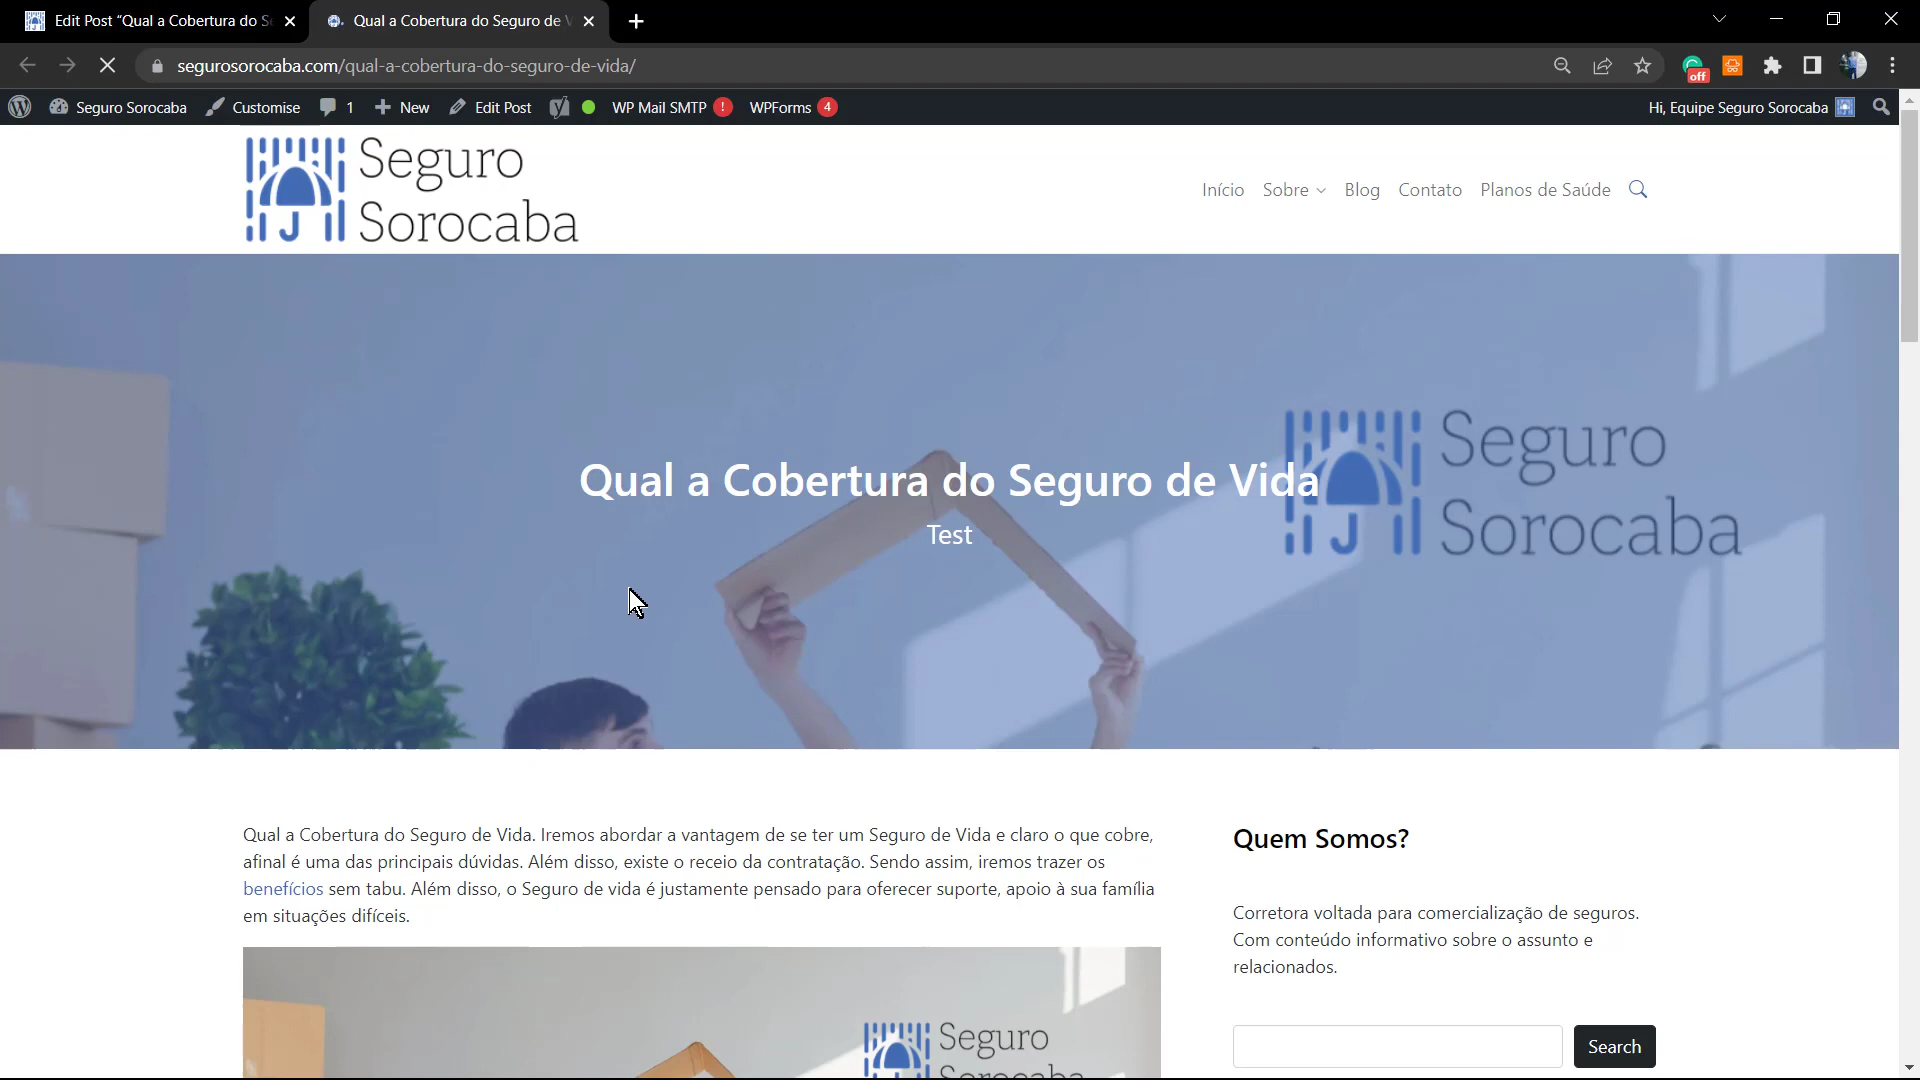 Edit Post “Qual a Cobertura do S
Qual a Cobertura do Seguro de V
segurosorocaba.com/qual-a-cobertura-do-seguro-de-vida/
off
Seguro Sorocaba
Customise
1
New
Edit Post
WP Mail SMTP !
WPForms 4
Hi, Equipe Seguro Sorocaba
Seguro
Sorocaba
Início
Sobre
Blog
Contato
Planos de Saúde
Qual a Cobertura do Seguro de Vida
Test
Seguro
Sorocaba
Qual a Cobertura do Seguro de Vida. Iremos abordar a vantagem de se ter um Seguro de Vida e claro o que cobre,
afinal é uma das principais dúvidas. Além disso, existe o receio da contratação. Sendo assim, iremos trazer os
benefícios sem tabu. Além disso, o Seguro de vida é justamente pensado para oferecer suporte, apoio à sua família
em situações difíceis.
Seguro
Sorocaba
Quem Somos?
Corretora voltada para comercialização de seguros.
Com conteúdo informativo sobre o assunto e
relacionados.
Search